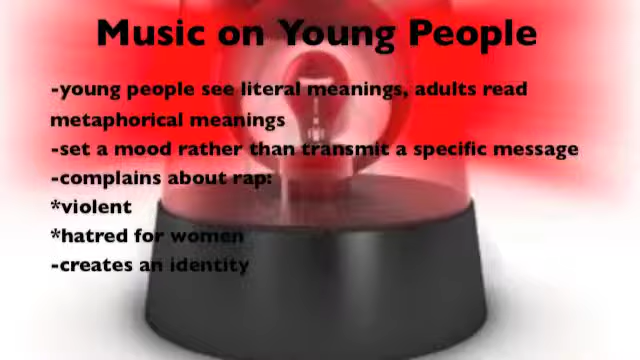 Music on Young People
-young people see literal meanings, adults read
metaphorical meanings
-set a mood rather than transmit a specific message
-complains about rap:
*violent
*hatred for women
-creates an identity